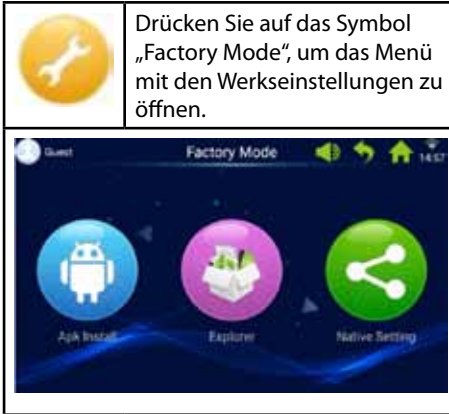 Drücken Sie auf das Symbol
„Factory Mode“, um das Menü
mit den Werkseinstellungen zu
öffnen.
Guest
Factory Mode
14:57
Apk Install
Explorer
Native Setting